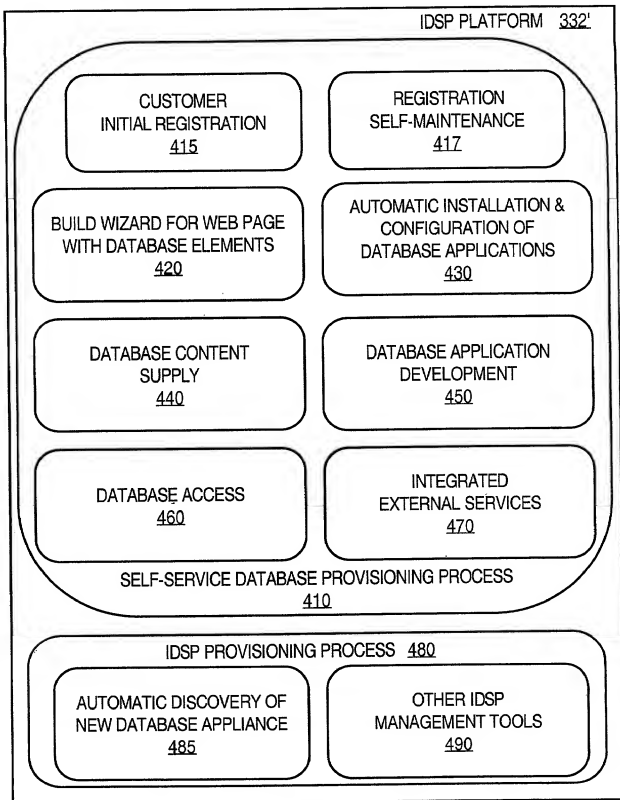 IDSP PLATFORM 332'
CUSTOMER
INITIAL REGISTRATION
415
REGISTRATION
SELF-MAINTENANCE
417
BUILD WIZARD FOR WEB PAGE
WITH DATABASE ELEMENTS
420
AUTOMATIC INSTALLATION &
CONFIGURATION OF
DATABASE APPLICATIONS
430
DATABASE CONTENT
SUPPLY
440
DATABASE APPLICATION
DEVELOPMENT
450
DATABASE ACCESS
460
INTEGRATED
EXTERNAL SERVICES
470
SELF-SERVICE DATABASE PROVISIONING PROCESS
410
IDSP PROVISIONING PROCESS 480
AUTOMATIC DISCOVERY OF
NEW DATABASE APPLIANCE
485
OTHER IDSP
MANAGEMENT TOOLS
490